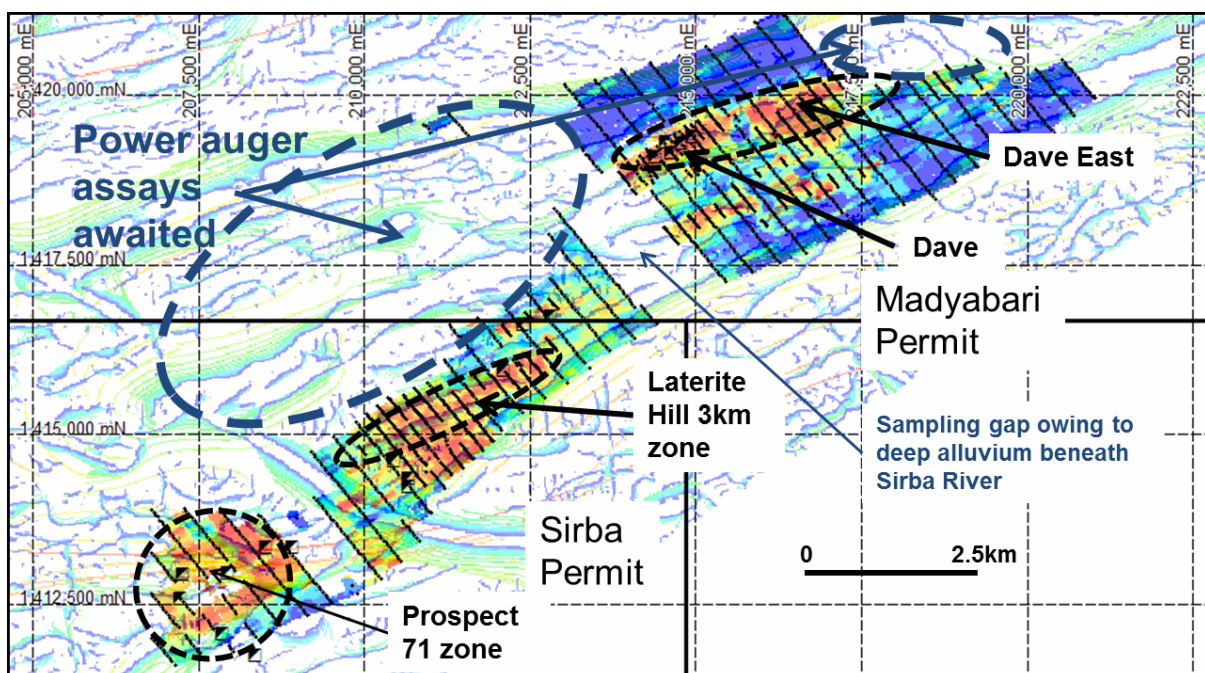 205,000 mE
207,500 mE
210,000 mE
212,500 mE
215,000 mE
217,500 mE
220,000 mE
222,500 mE
1,420,000 mN
1,417,500 mN
1,415,000 mN
1,412,500 mN
Power auger
assays
awaited
Dave East
Dave
Madyabari
Permit
Laterite
Hill 3km
zone
Sampling gap owing to
deep alluvium beneath
Sirba River
Sirba
Permit
0 2.5km
Prospect
71 zone